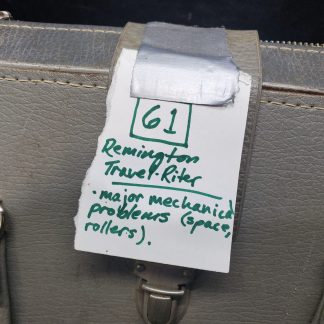 61
Remington
Travel-Riter
• major mechanical
problems (space,
rollers).